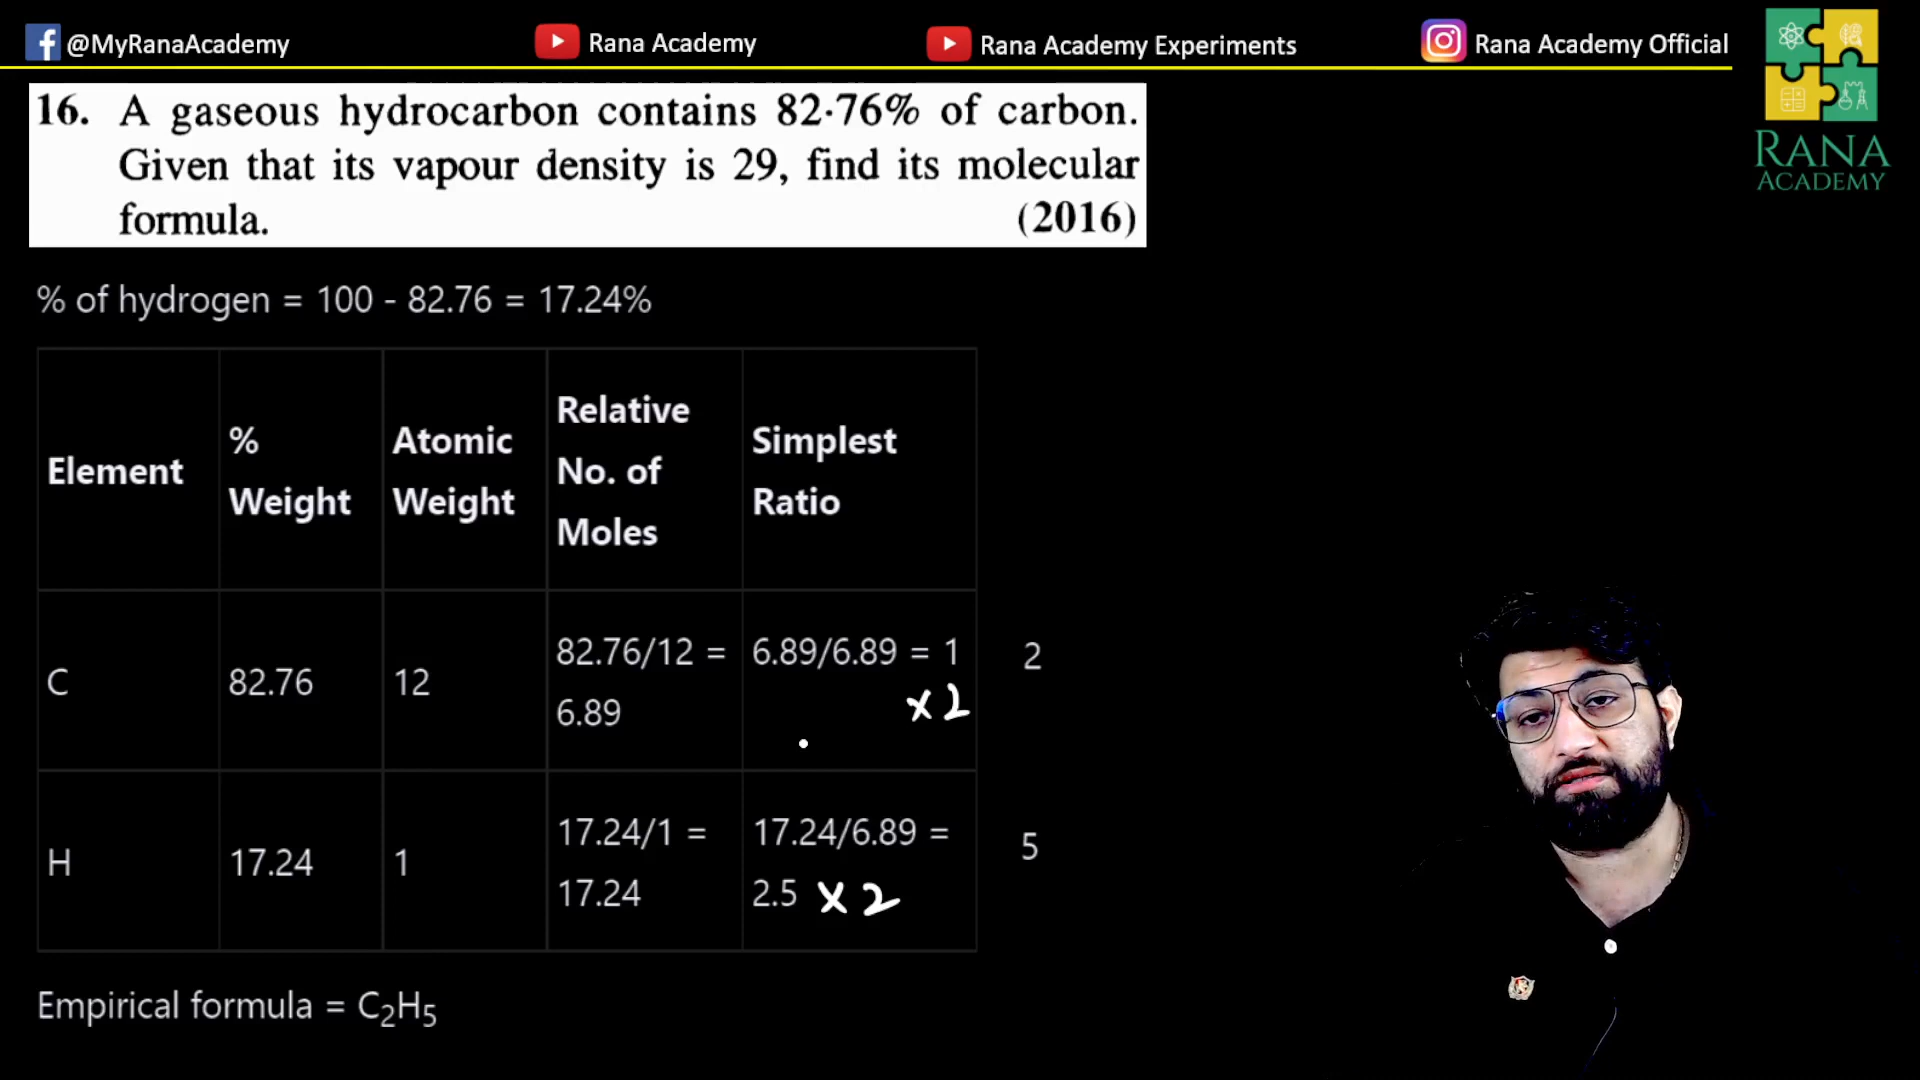 @MyRanaAcademy
Rana Academy
Rana Academy Experiments
Rana Academy Official
RANA
ACADEMY
16. A gaseous hydrocarbon contains 82·76% of carbon.
Given that its vapour density is 29, find its molecular
formula. (2016)
% of hydrogen = 100 - 82.76 = 17.24%
Element
%
Weight
Atomic
Weight
Relative
No. of
Moles
Simplest
Ratio
C
82.76
12
82.76/12 =
6.89
6.89/6.89 = 1
×2
2
H
17.24
1
17.24/1 =
17.24
17.24/6.89 =
2.5 ×2
5
Empirical formula = C₂H₅